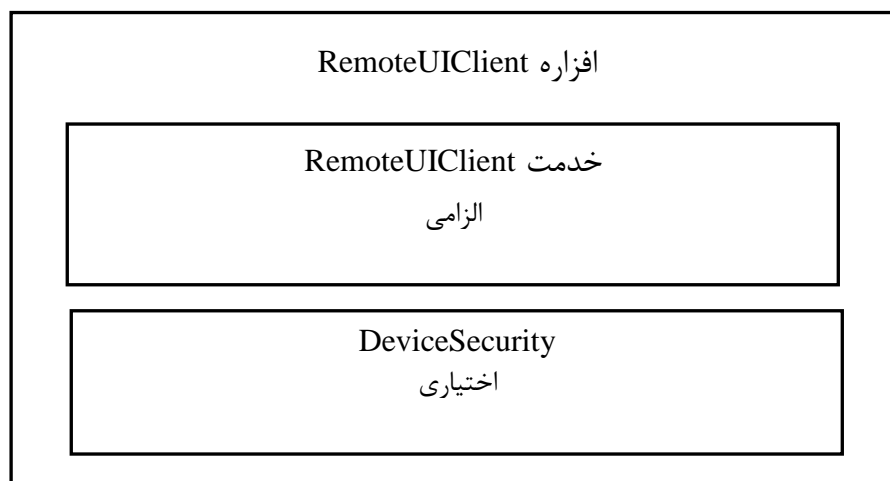 افزاره RemoteUIClient
خدمت RemoteUIClient
الزامی
DeviceSecurity
اختیاری